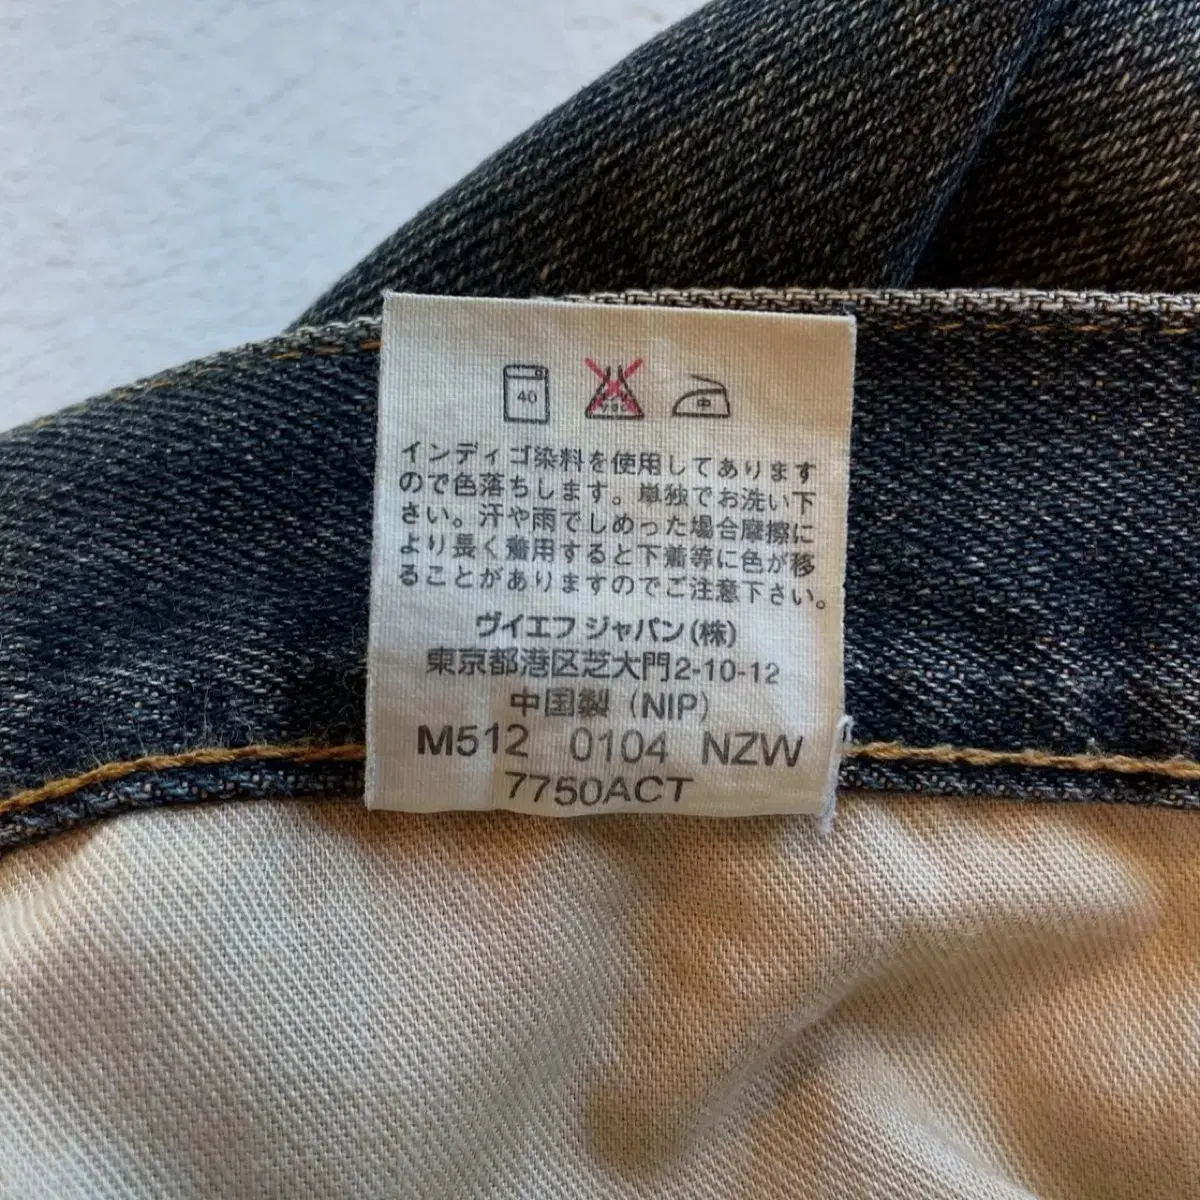 40
中
インディゴ染料を使用してあります
ので色落ちします。単独でお洗い下
さい。汗や雨でしめった場合摩擦に
より長く着用すると下着等に色が移
ることがありますのでご注意下さい。
ヴイエフ ジャパン(株)
東京都港区芝大門2-10-12
中国製 (NIP)
M512 0104 NZW
7750ACT